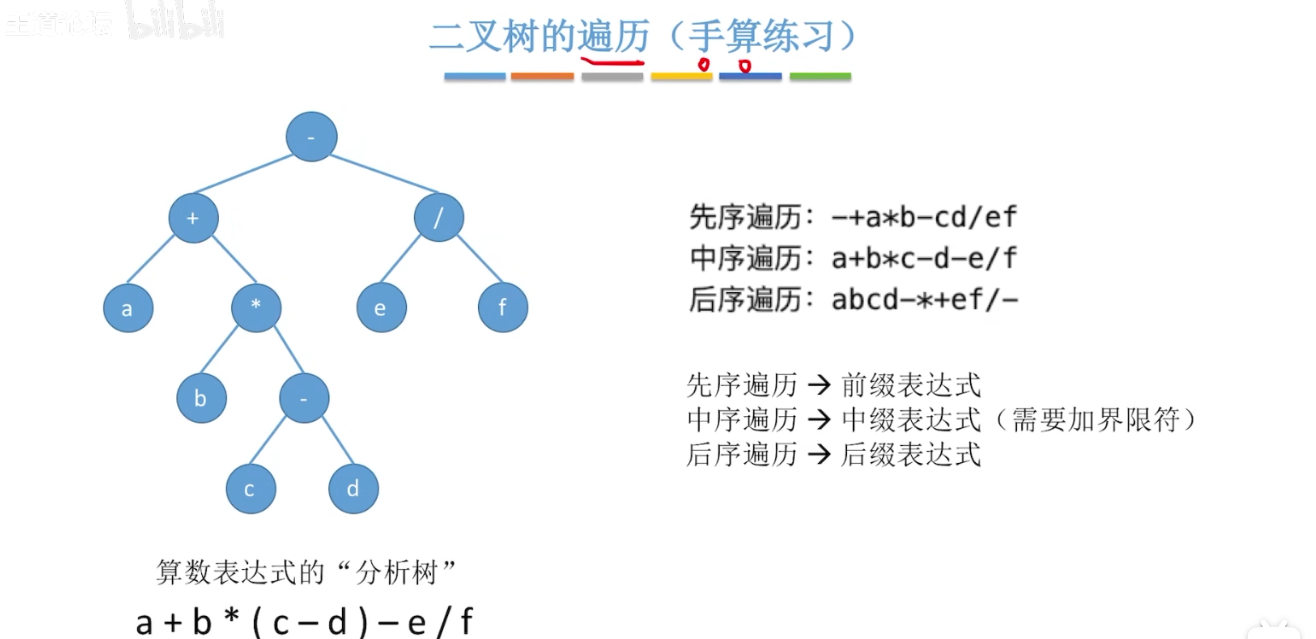 王道论坛 bilibili
二叉树的遍历（手算练习）
-
+
/
a
*
e
f
b
-
c
d
先序遍历：-+a*b-cd/ef
中序遍历：a+b*c-d-e/f
后序遍历：abcd-*+ef/-
先序遍历 → 前缀表达式
中序遍历 → 中缀表达式（需要加界限符）
后序遍历 → 后缀表达式
算数表达式的“分析树”
a + b * ( c – d ) – e / f